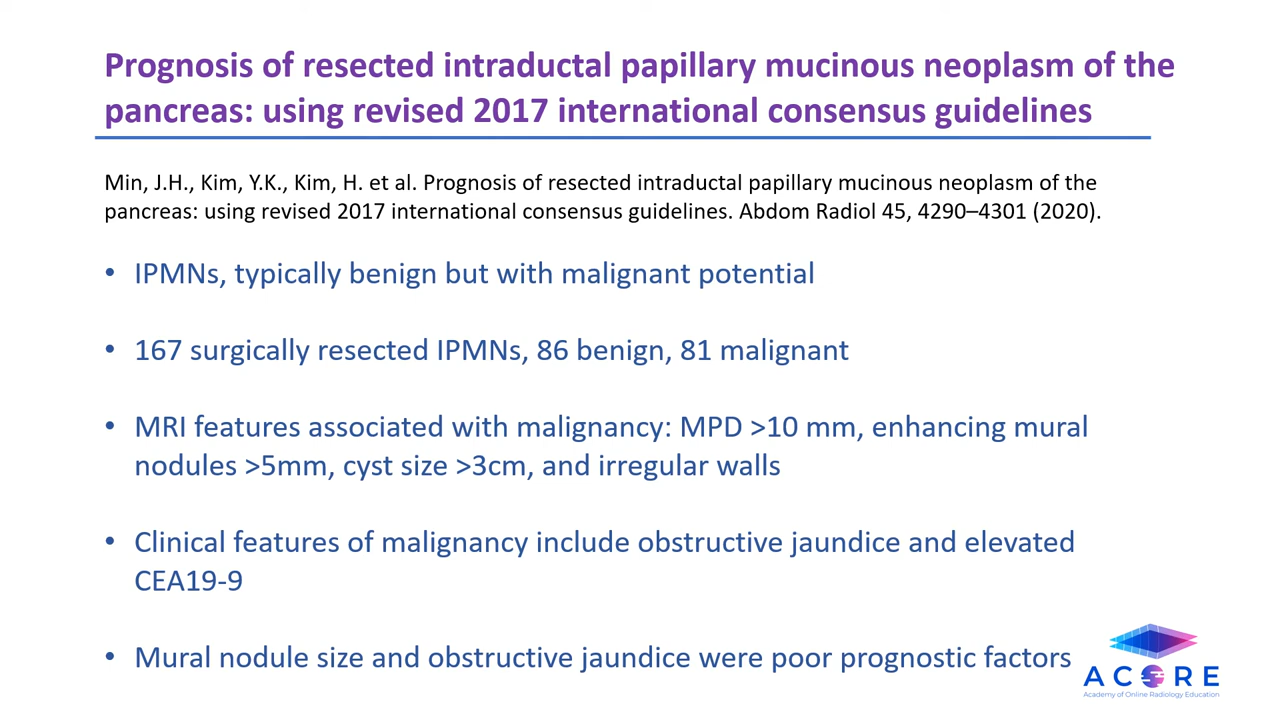 Prognosis of resected intraductal papillary mucinous neoplasm of the
pancreas: using revised 2017 international consensus guidelines
Min, J.H., Kim, Y.K., Kim, H. et al. Prognosis of resected intraductal papillary mucinous neoplasm of the
pancreas: using revised 2017 international consensus guidelines. Abdom Radiol 45, 4290–4301 (2020).
• IPMNs, typically benign but with malignant potential
• 167 surgically resected IPMNs, 86 benign, 81 malignant
• MRI features associated with malignancy: MPD >10 mm, enhancing mural
nodules >5mm, cyst size >3cm, and irregular walls
• Clinical features of malignancy include obstructive jaundice and elevated
CEA19-9
• Mural nodule size and obstructive jaundice were poor prognostic factors
ACORE
Academy of Online Radiology Education